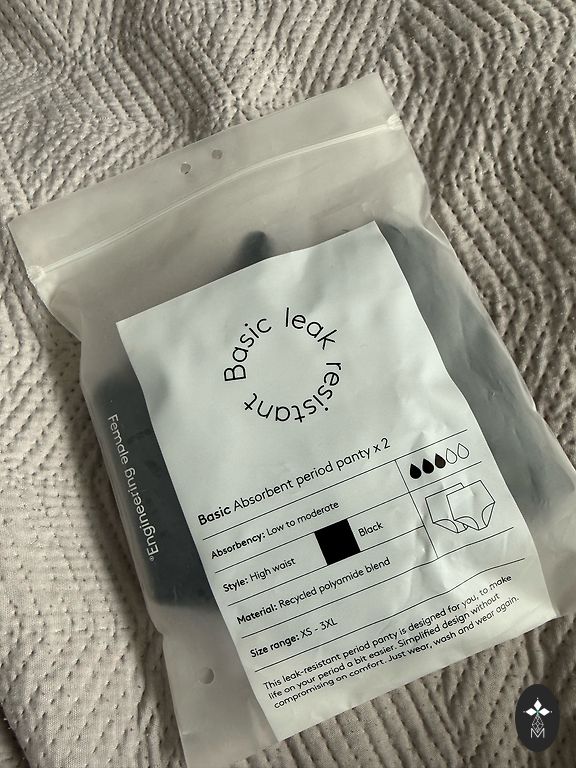 Basic leak resistant
Basic Absorbent period panty x 2
Absorbency: Low to moderate
Style: High waist
Black
Material: Recycled polyamide blend
Size range: XS - 3XL
This leak-resistant period panty is designed for you, to make
life on your period a bit easier. Simplified design without
compromising on comfort. Just wear, wash and wear again.
Female Engineering®
M